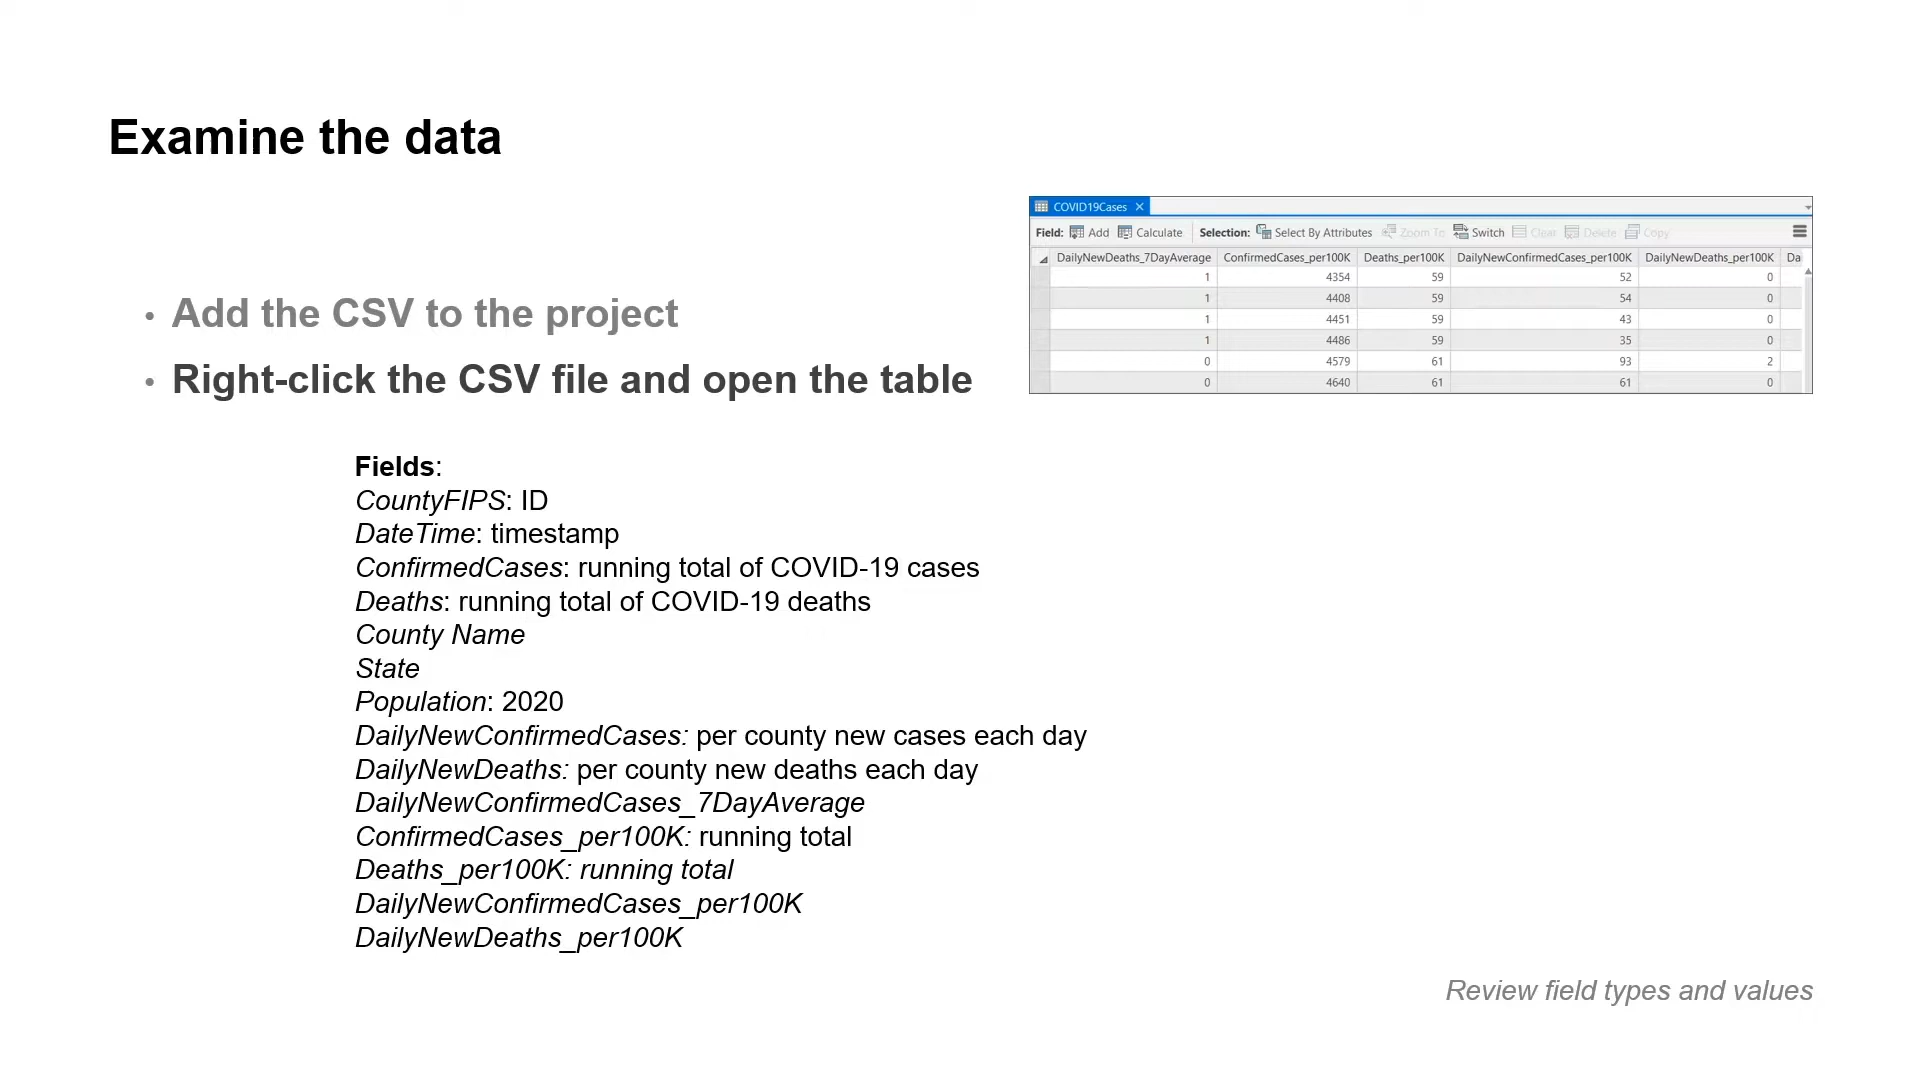 Examine the data
• Add the CSV to the project
• Right-click the CSV file and open the table
COVID19Cases
Field: Add Calculate Selection: Select By Attributes Zoom To Switch Clear Delete Copy
DailyNewDeaths_7DayAverage ConfirmedCases_per100K Deaths_per100K DailyNewConfirmedCases_per100K DailyNewDeaths_per100K Da
1 4354 59 52 0
1 4408 59 54 0
1 4451 59 43 0
1 4486 59 35 0
0 4579 61 93 2
0 4640 61 61 0
Fields:
CountyFIPS: ID
DateTime: timestamp
ConfirmedCases: running total of COVID-19 cases
Deaths: running total of COVID-19 deaths
County Name
State
Population: 2020
DailyNewConfirmedCases: per county new cases each day
DailyNewDeaths: per county new deaths each day
DailyNewConfirmedCases_7DayAverage
ConfirmedCases_per100K: running total
Deaths_per100K: running total
DailyNewConfirmedCases_per100K
DailyNewDeaths_per100K
Review field types and values